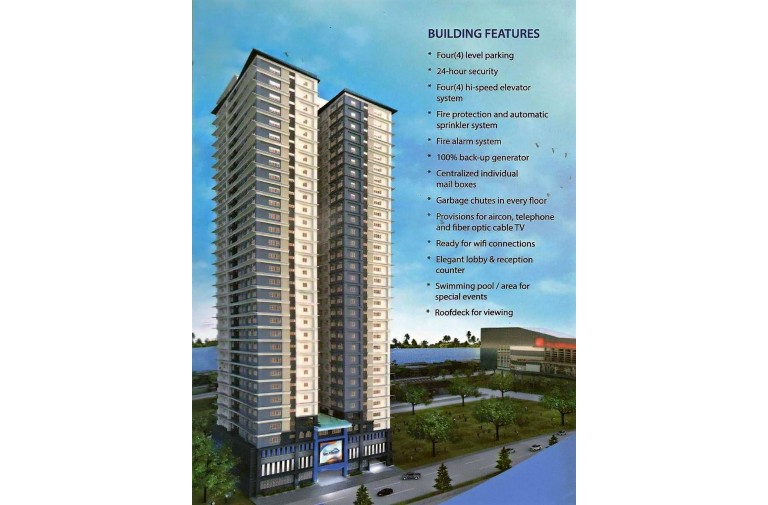 BUILDING FEATURES
• Four(4) level parking
• 24-hour security
• Four(4) hi-speed elevator
system
• Fire protection and automatic
sprinkler system
• Fire alarm system
• 100% back-up generator
• Centralized individual
mail boxes
• Garbage chutes in every floor
• Provisions for aircon, telephone
and fiber optic cable TV
• Ready for wifi connections
• Elegant lobby & reception
counter
• Swimming pool / area for
special events
• Roofdeck for viewing